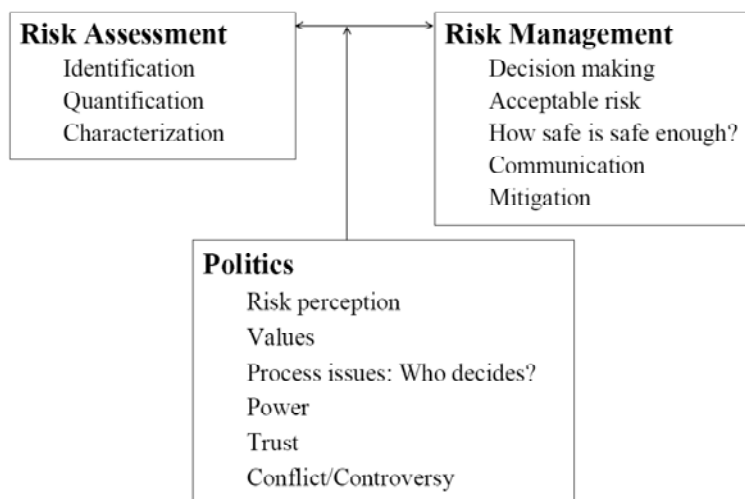 Risk Assessment
Identification
Quantification
Characterization
Risk Management
Decision making
Acceptable risk
How safe is safe enough?
Communication
Mitigation
Politics
Risk perception
Values
Process issues: Who decides?
Power
Trust
Conflict/Controversy